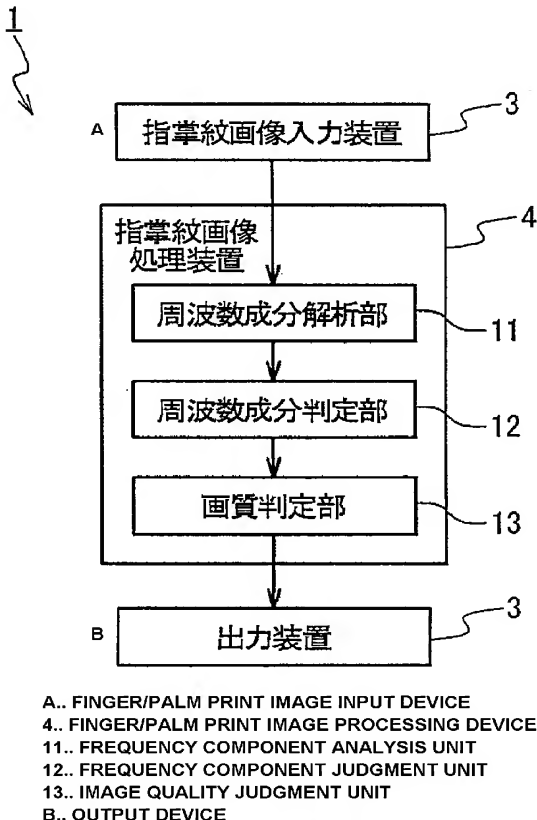 1
A 指掌紋画像入力装置 3
指掌紋画像 4
処理装置
周波数成分解析部 11
周波数成分判定部 12
画質判定部 13
B 出力装置 3
A.. FINGER/PALM PRINT IMAGE INPUT DEVICE
4.. FINGER/PALM PRINT IMAGE PROCESSING DEVICE
11.. FREQUENCY COMPONENT ANALYSIS UNIT
12.. FREQUENCY COMPONENT JUDGMENT UNIT
13.. IMAGE QUALITY JUDGMENT UNIT
B.. OUTPUT DEVICE